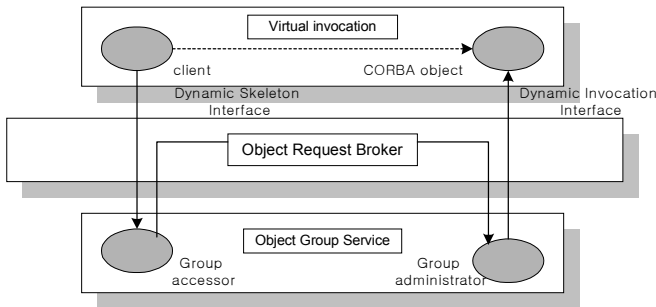 Virtual invocation
client
CORBA object
Dynamic Skeleton
Interface
Dynamic Invocation
Interface
Object Request Broker
Object Group Service
Group
accessor
Group
administrator